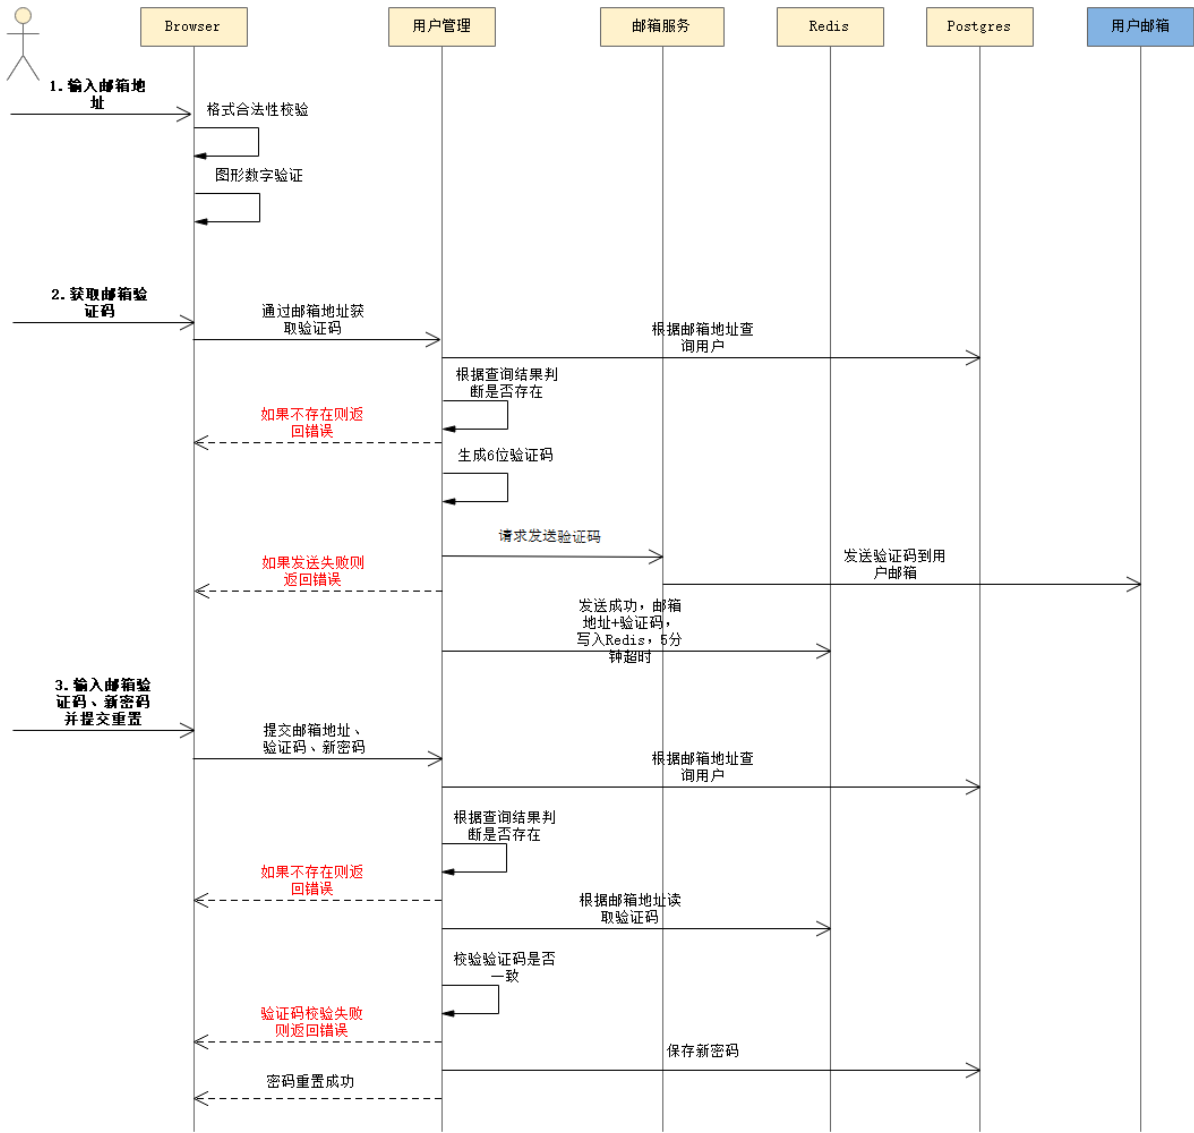 Browser
用户管理
邮箱服务
Redis
Postgres
用户邮箱
1.输入邮箱地
址
格式合法性校验
图形数字验证
2.获取邮箱验
证码
通过邮箱地址获
取验证码
根据邮箱地址查
询用户
根据查询结果判
断是否存在
如果不存在则返
回错误
生成6位验证码
请求发送验证码
如果发送失败则
返回错误
发送验证码到用
户邮箱
发送成功，邮箱
地址+验证码，
写入Redis，5分
钟超时
3.输入邮箱验
证码、新密码
并提交重置
提交邮箱地址、
验证码、新密码
根据邮箱地址查
询用户
根据查询结果判
断是否存在
如果不存在则返
回错误
根据邮箱地址读
取验证码
校验验证码是否
一致
验证码校验失败
则返回错误
保存新密码
密码重置成功